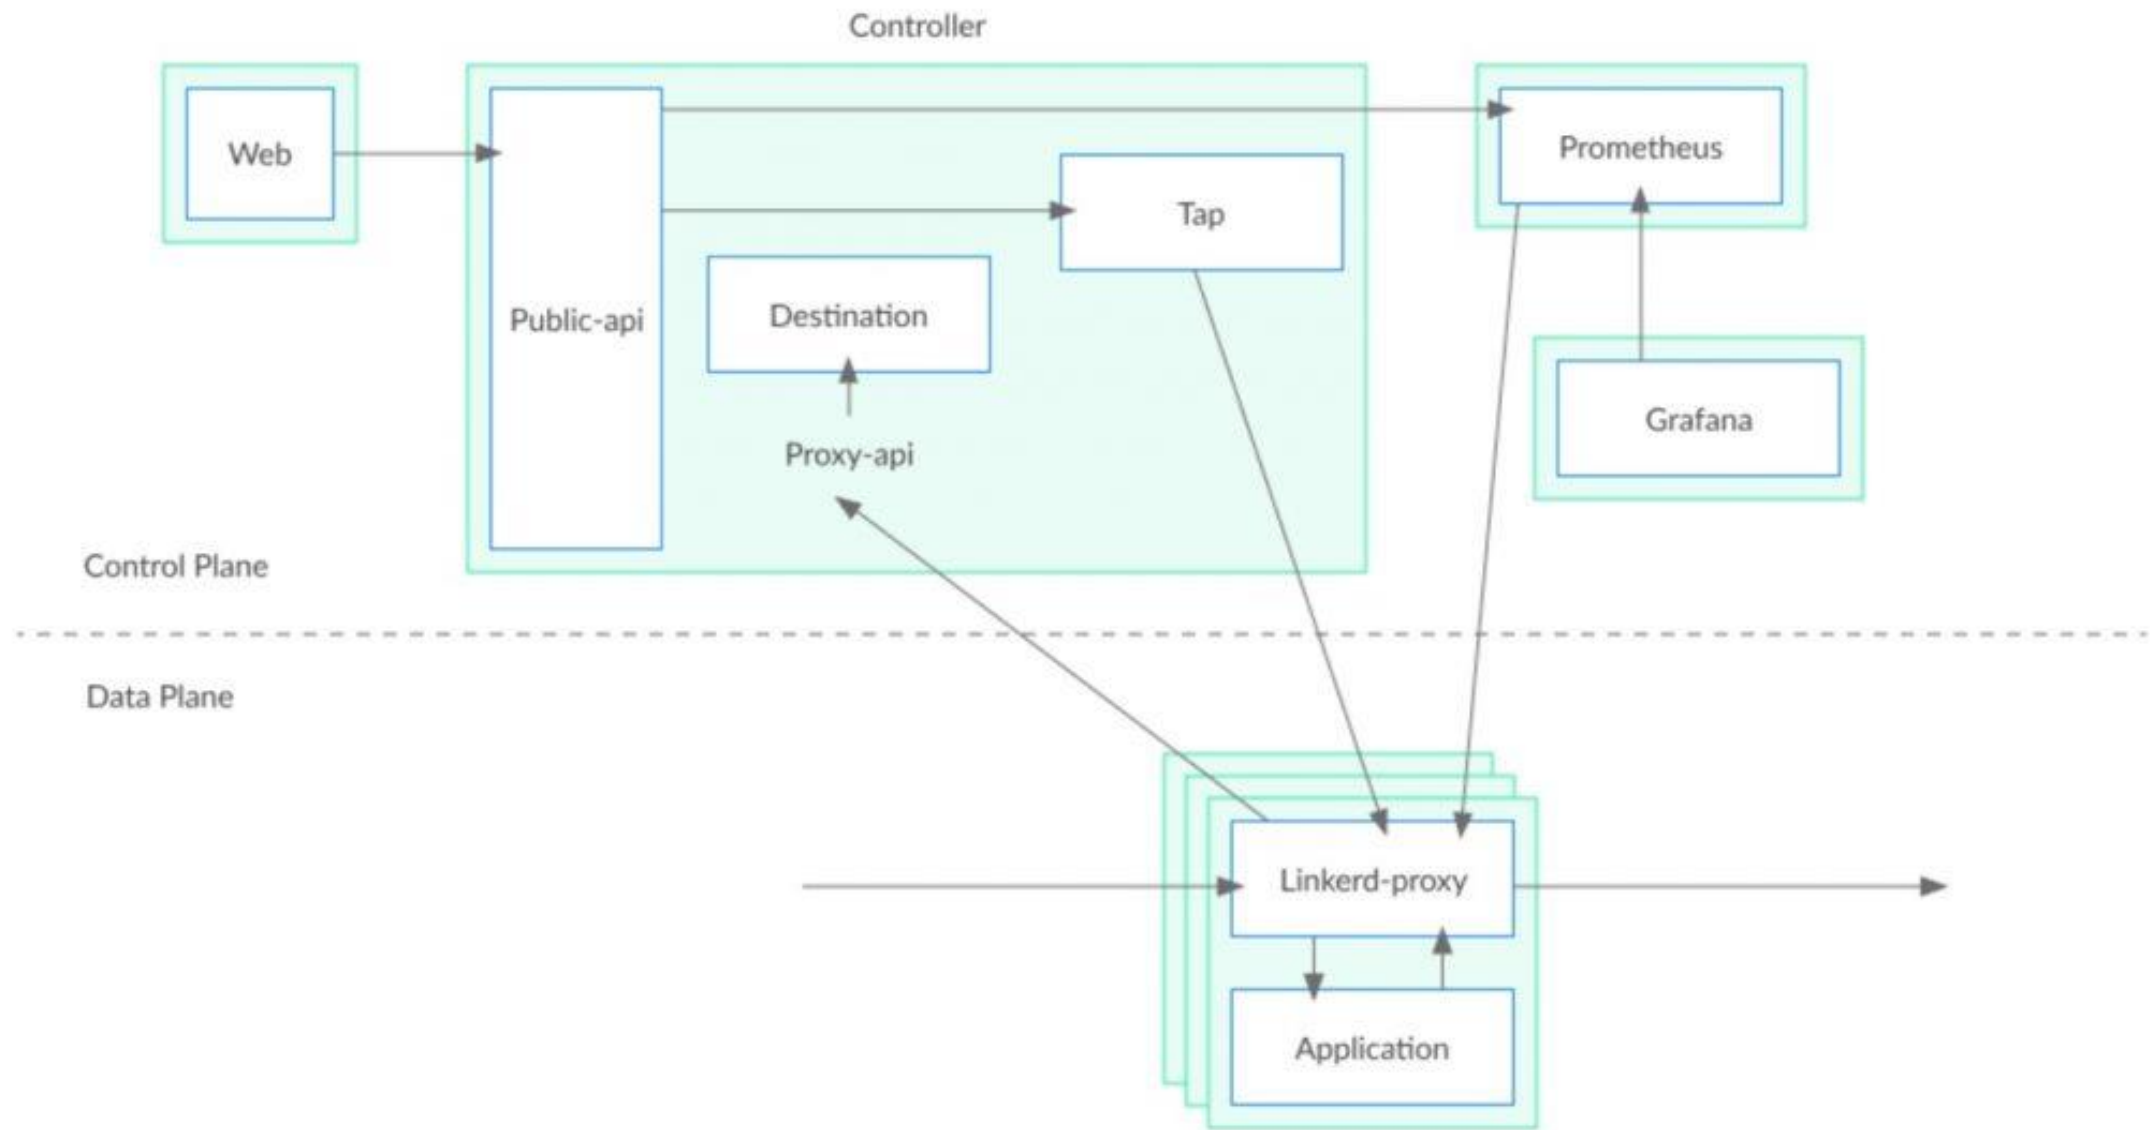 Controller
Web
Prometheus
Tap
Destination
Public-api
Grafana
Proxy-api
Control Plane
Data Plane
Linkerd-proxy
Application